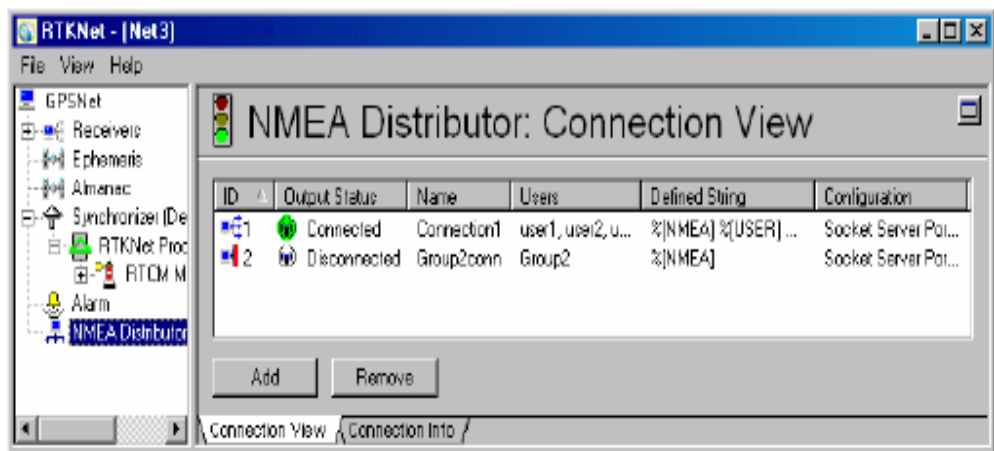 RTKNet - [Net3]
File View Help
GPSNet
Receivers
Ephemeris
Almanac
Synchronizer (De
RTKNet Proc
RTCM M
Alarm
NMEA Distributor
NMEA Distributor: Connection View
ID Output Status Name Users Defined String Configuration
1 Connected Connection1 user1, user2, u... %[NMEA] %[USER] ... Socket Server Por...
2 Disconnected Group2conn Group2 %[NMEA] Socket Server Por...
Add Remove
Connection View Connection Info